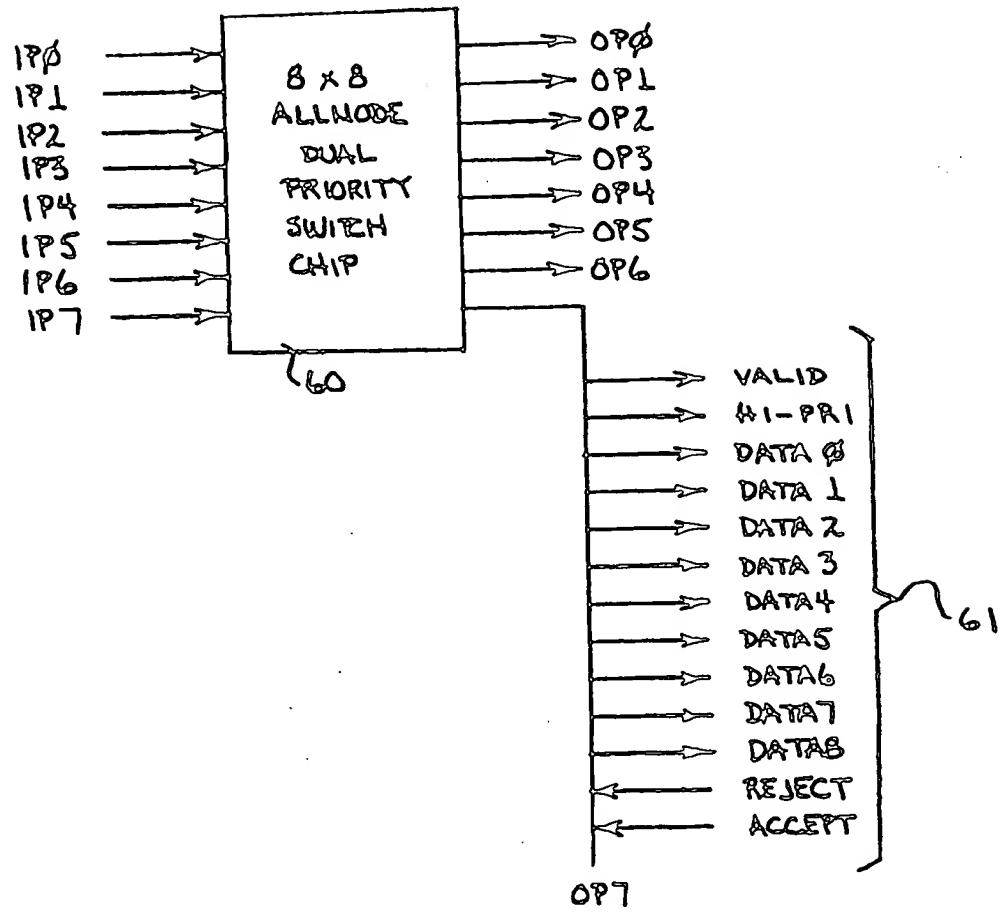 IPØ
IP1
IP2
IP3
IP4
IP5
IP6
IP7
8 x 8
ALLNODE
DUAL
PRIORITY
SWITCH
CHIP
60
OPØ
OP1
OP2
OP3
OP4
OP5
OP6
VALID
HI-PRI
DATA Ø
DATA 1
DATA 2
DATA 3
DATA4
DATA5
DATA6
DATA7
DATA8
REJECT
ACCEPT
61
OP7